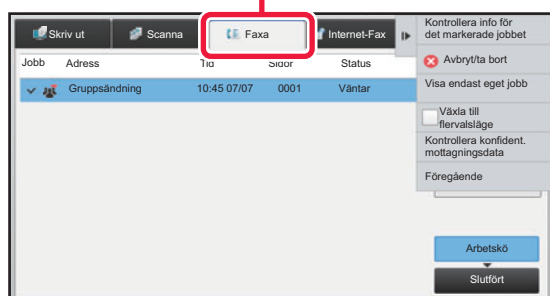 Skriv ut
Scanna
Faxa
Internet-Fax
Kontrollera info för
det markerade jobbet
Jobb Adress Tid Sidor Status
Avbryt/ta bort
Gruppsändning 10:45 07/07 0001 Väntar
Visa endast eget jobb
Växla till
flervalsläge
Kontrollera konfident.
mottagningsdata
Föregående
Arbetskö
Slutfört